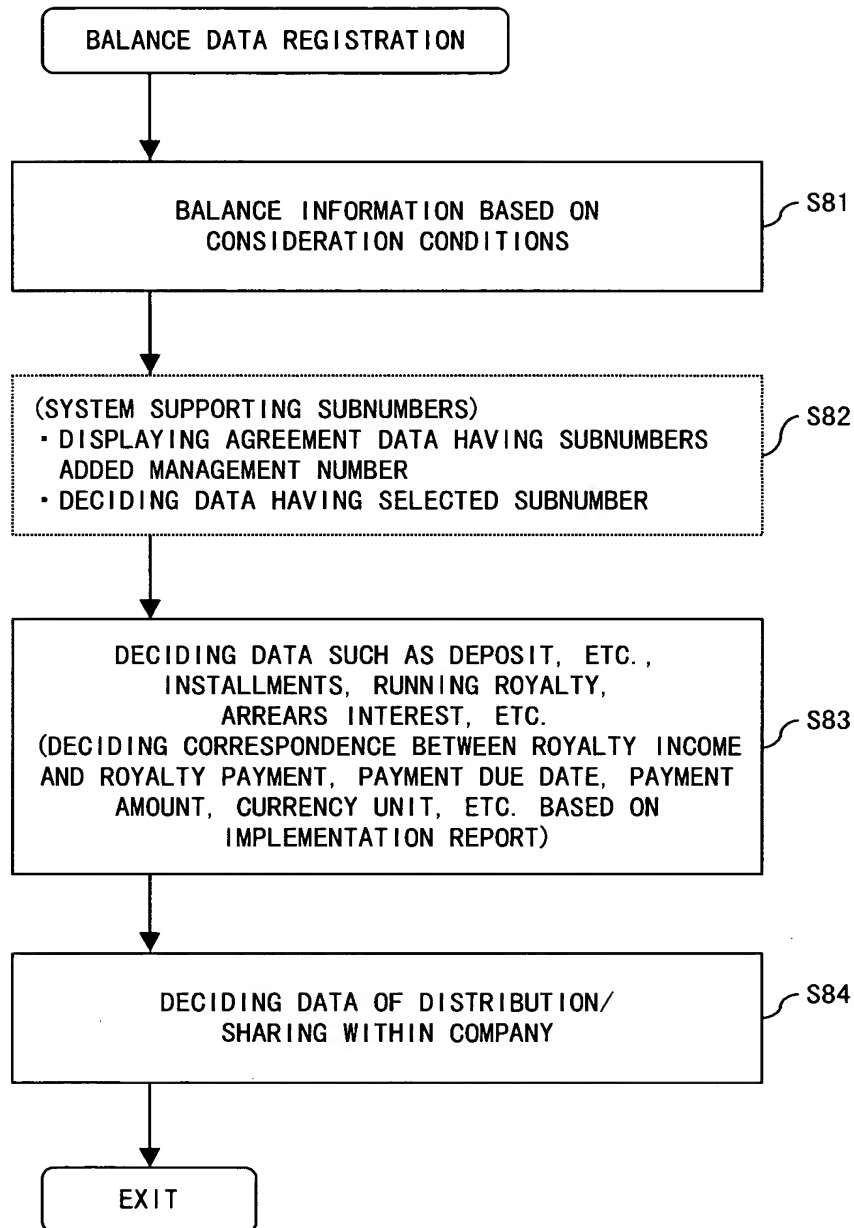 BALANCE DATA REGISTRATION
BALANCE INFORMATION BASED ON
CONSIDERATION CONDITIONS
S81
(SYSTEM SUPPORTING SUBNUMBERS)
・DISPLAYING AGREEMENT DATA HAVING SUBNUMBERS
ADDED MANAGEMENT NUMBER
・DECIDING DATA HAVING SELECTED SUBNUMBER
S82
DECIDING DATA SUCH AS DEPOSIT, ETC.,
INSTALLMENTS, RUNNING ROYALTY,
ARREARS INTEREST, ETC.
(DECIDING CORRESPONDENCE BETWEEN ROYALTY INCOME
AND ROYALTY PAYMENT, PAYMENT DUE DATE, PAYMENT
AMOUNT, CURRENCY UNIT, ETC. BASED ON
IMPLEMENTATION REPORT)
S83
DECIDING DATA OF DISTRIBUTION/
SHARING WITHIN COMPANY
S84
EXIT